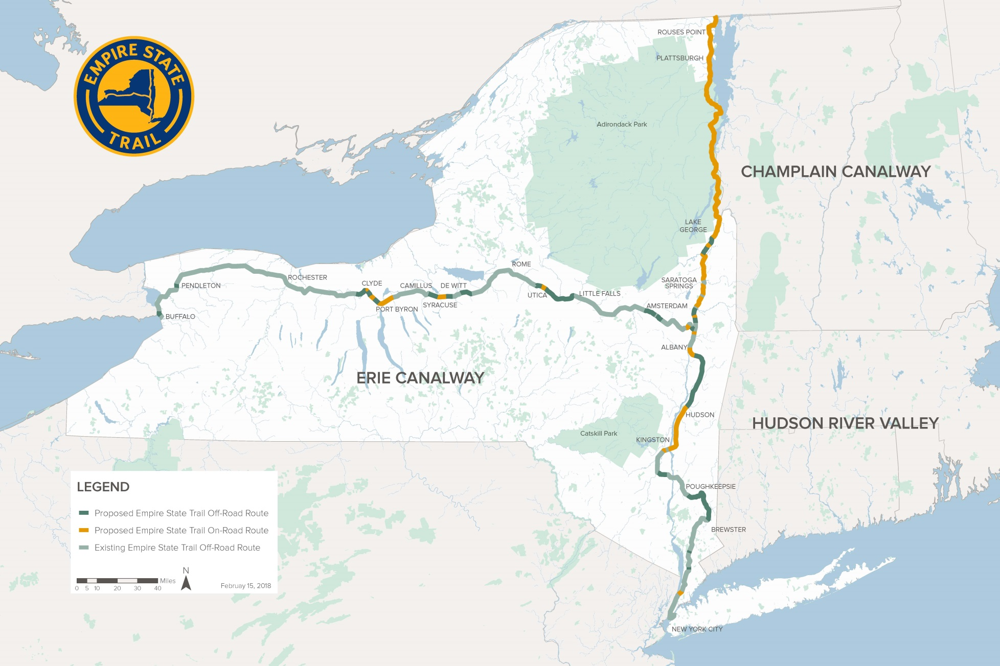 EMPIRE STATE
TRAIL
ROUSES POINT
PLATTSBURGH
Adirondack Park
CHAMPLAIN CANALWAY
LAKE
GEORGE
ROME
ROCHESTER
CLYDE
CAMILLUS
DE WITT
SARATOGA
SPRINGS
PENDLETON
UTICA
LITTLE FALLS
SYRACUSE
PORT BYRON
AMSTERDAM
BUFFALO
ALBANY
ERIE CANALWAY
HUDSON
HUDSON RIVER VALLEY
Catskill Park
KINGSTON
POUGHKEEPSIE
BREWSTER
NEW YORK CITY
LEGEND
Proposed Empire State Trail Off-Road Route
Proposed Empire State Trail On-Road Route
Existing Empire State Trail Off-Road Route
N
Miles
0 5 10 20 30 40
Februay 15, 2018